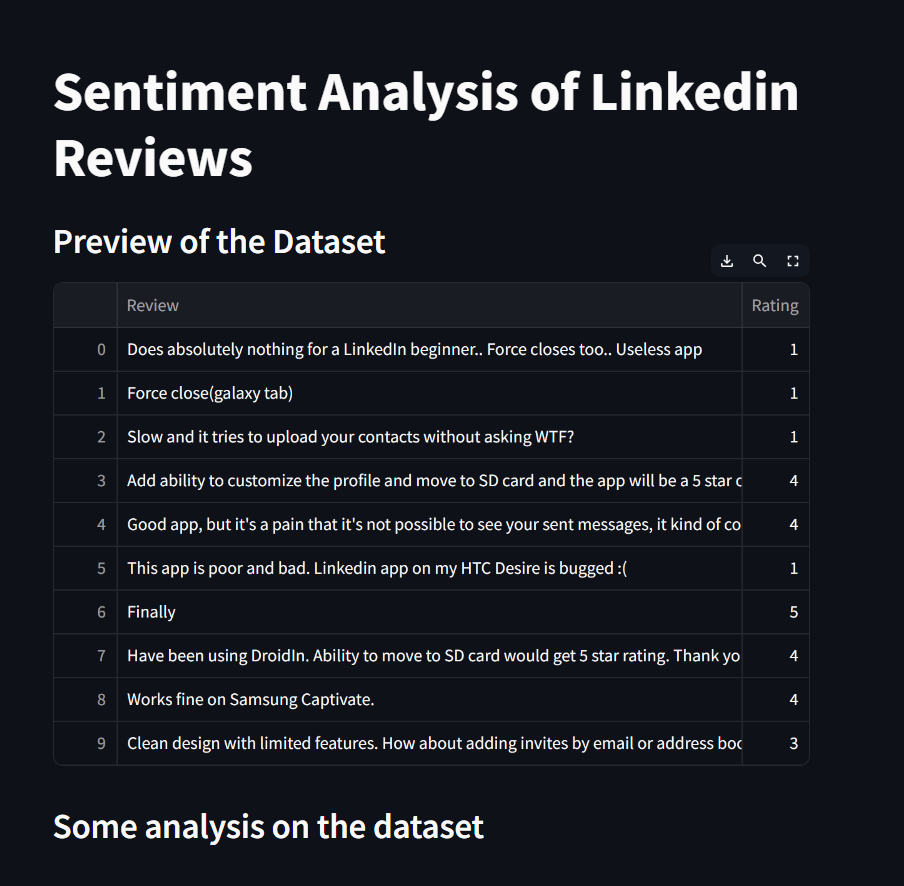 Sentiment Analysis of Linkedin
Reviews
Preview of the Dataset
Review Rating
0 Does absolutely nothing for a LinkedIn beginner.. Force closes too.. Useless app 1
1 Force close(galaxy tab) 1
2 Slow and it tries to upload your contacts without asking WTF? 1
3 Add ability to customize the profile and move to SD card and the app will be a 5 star 4
4 Good app, but it's a pain that it's not possible to see your sent messages, it kind of 4
5 This app is poor and bad. Linkedin app on my HTC Desire is bugged :( 1
6 Finally 5
7 Have been using DroidIn. Ability to move to SD card would get 5 star rating. Thank 4
8 Works fine on Samsung Captivate. 4
9 Clean design with limited features. How about adding invites by email or address 3
Some analysis on the dataset